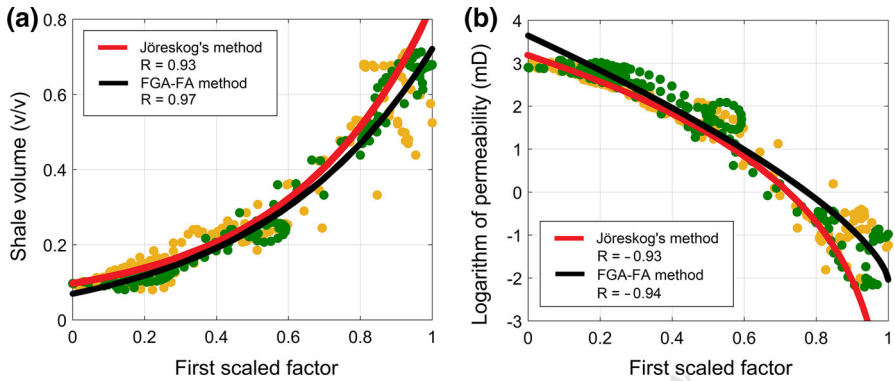 (a)
0.8
0.6
0.4
0.2
0
Shale volume (v/v)
Jöreskog's method
R = 0.93
FGA-FA method
R = 0.97
0 0.2 0.4 0.6 0.8 1
First scaled factor
(b)
4
3
2
1
0
-1
-2
-3
Logarithm of permeability (mD)
Jöreskog's method
R = −0.93
FGA-FA method
R = −0.94
0 0.2 0.4 0.6 0.8 1
First scaled factor